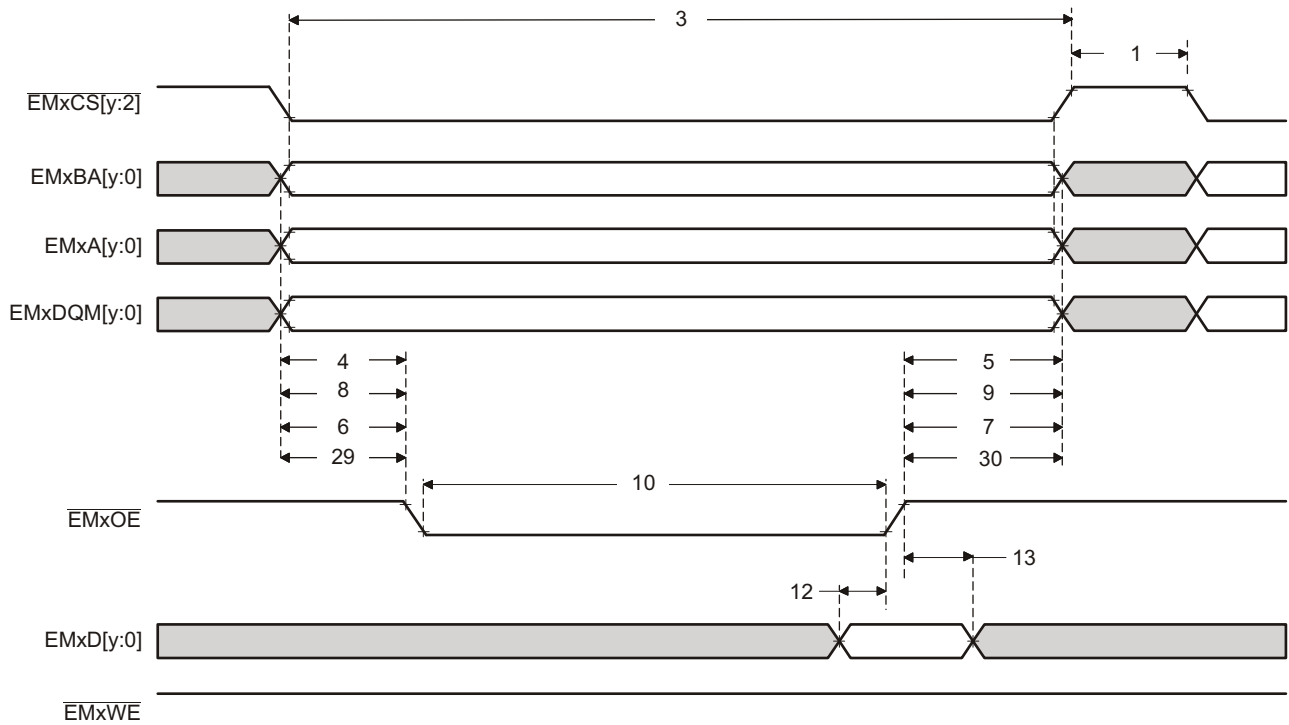 3
1
EMxCS[y:2]
EMxBA[y:0]
EMxA[y:0]
EMxDQM[y:0]
4 5
8 9
6 7
29 30
10
EMxOE
13
12
EMxD[y:0]
EMxWE